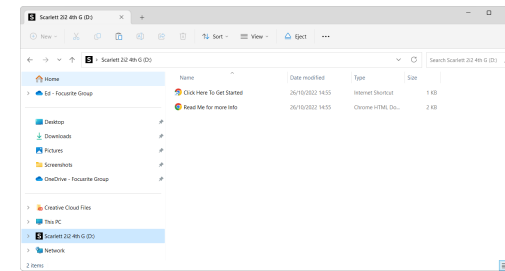 Scarlett 2i2 4th G (D:)
New Sort View Eject
Scarlett 2i2 4th G (D:) Search Scarlett 2i2 4th G (D:)
Home
Ed - Focusrite Group
Desktop
Downloads
Pictures
Screenshots
OneDrive - Focusrite Group
Creative Cloud Files
This PC
Scarlett 2i2 4th G (D:)
Network
Name Date modified Type Size
Click Here To Get Started 26/10/2022 14:53 Internet Shortcut 1 KB
Read Me for more Info 26/10/2022 14:55 Chrome HTML Do... 2 KB
2 items